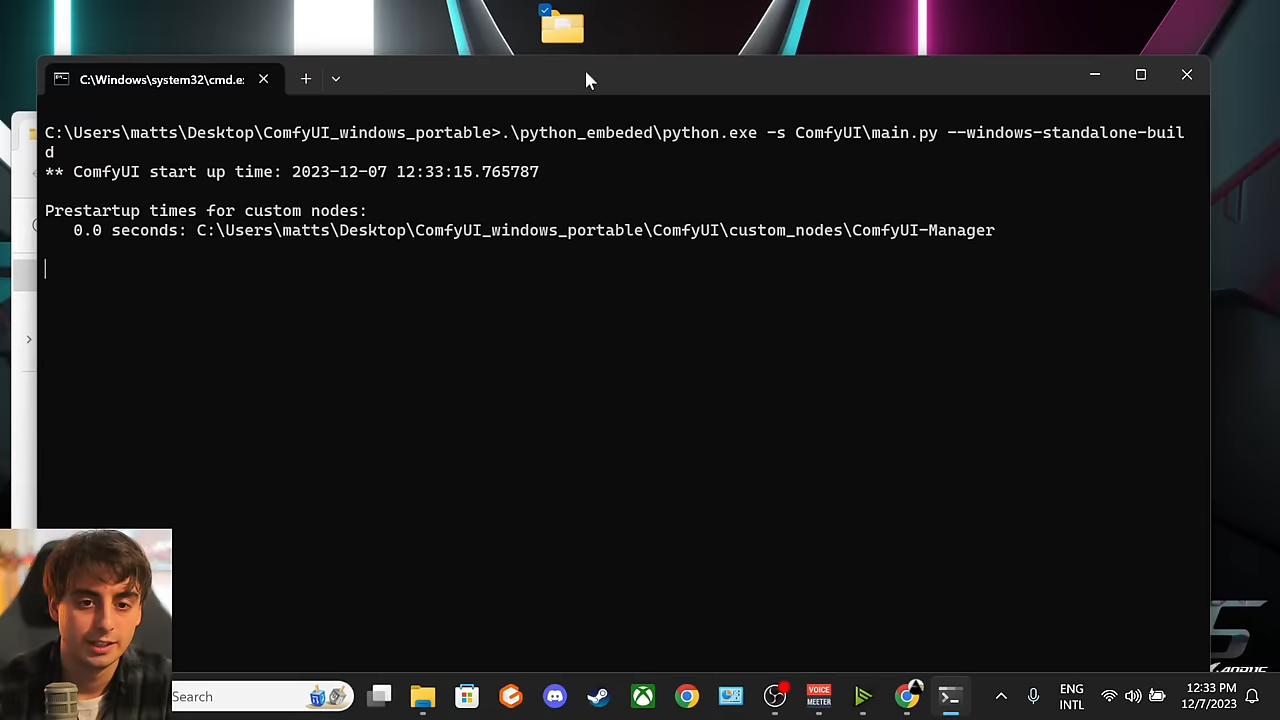 C:\Windows\system32\cmd.e:
C:\Users\matts\Desktop\ComfyUI_windows_portable>.\python_embeded\python.exe -s ComfyUI\main.py --windows-standalone-buil
d
** ComfyUI start up time: 2023-12-07 12:33:15.765787
Prestartup times for custom nodes:
0.0 seconds: C:\Users\matts\Desktop\ComfyUI_windows_portable\ComfyUI\custom_nodes\ComfyUI-Manager
Search
VOICE
MEETER
ENG
INTL
12:33 PM
12/7/2023